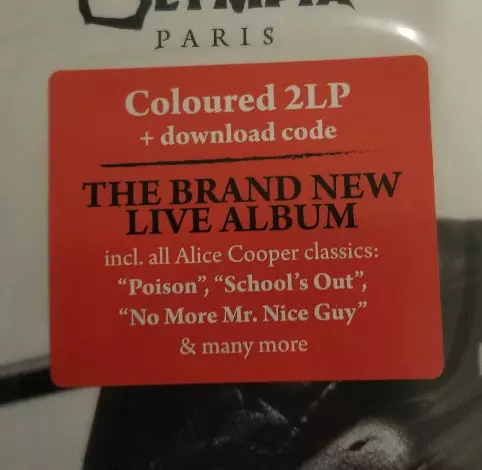 OLYMPIA
PARIS
Coloured 2LP
+ download code
THE BRAND NEW
LIVE ALBUM
incl. all Alice Cooper classics:
“Poison”, “School’s Out”,
“No More Mr. Nice Guy”
& many more